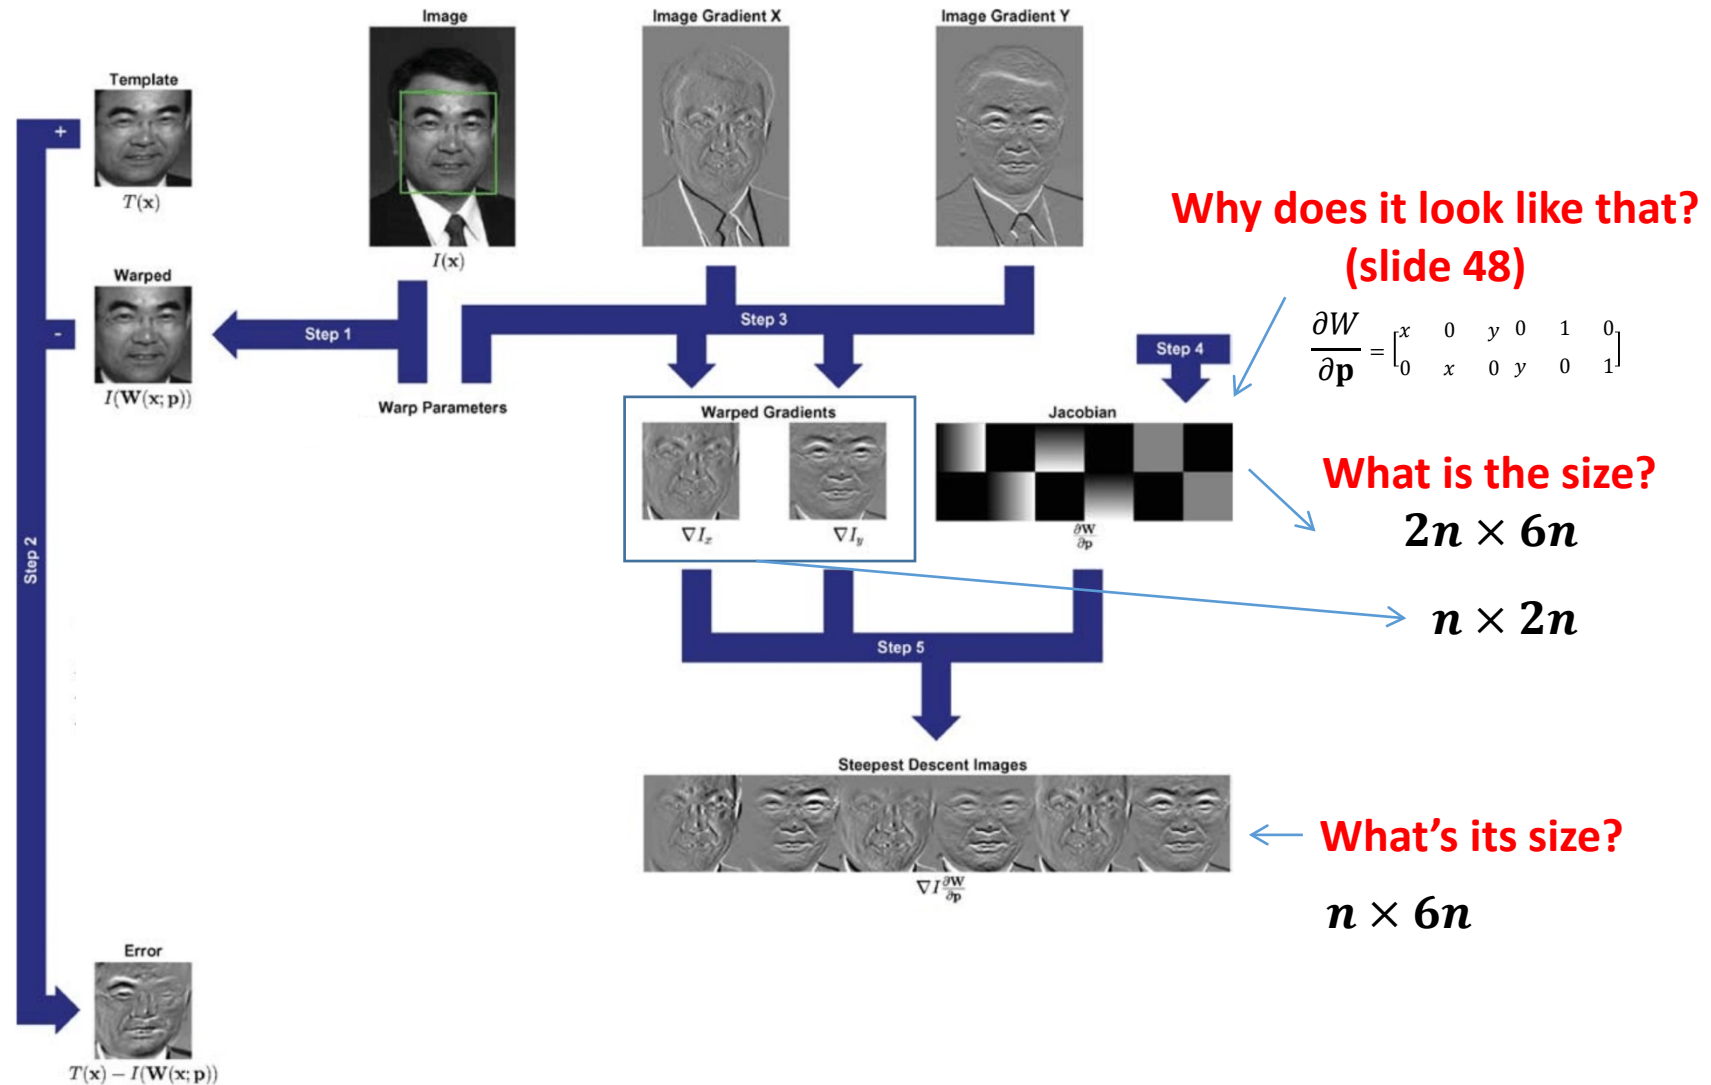 Image
Image Gradient X
Image Gradient Y
Template
+
T(x)
I(x)
Why does it look like that?
(slide 48)
∂W/∂p = [x 0 y 0 1 0
0 x 0 y 0 1]
Warped
-
I(W(x; p))
Step 1
Step 3
Step 4
Warp Parameters
Warped Gradients
Jacobian
∇I_x
∇I_y
∂W/∂p
What is the size?
2n × 6n
n × 2n
Step 2
Step 5
Steepest Descent Images
∇I ∂W/∂p
What's its size?
n × 6n
Error
T(x) − I(W(x; p))